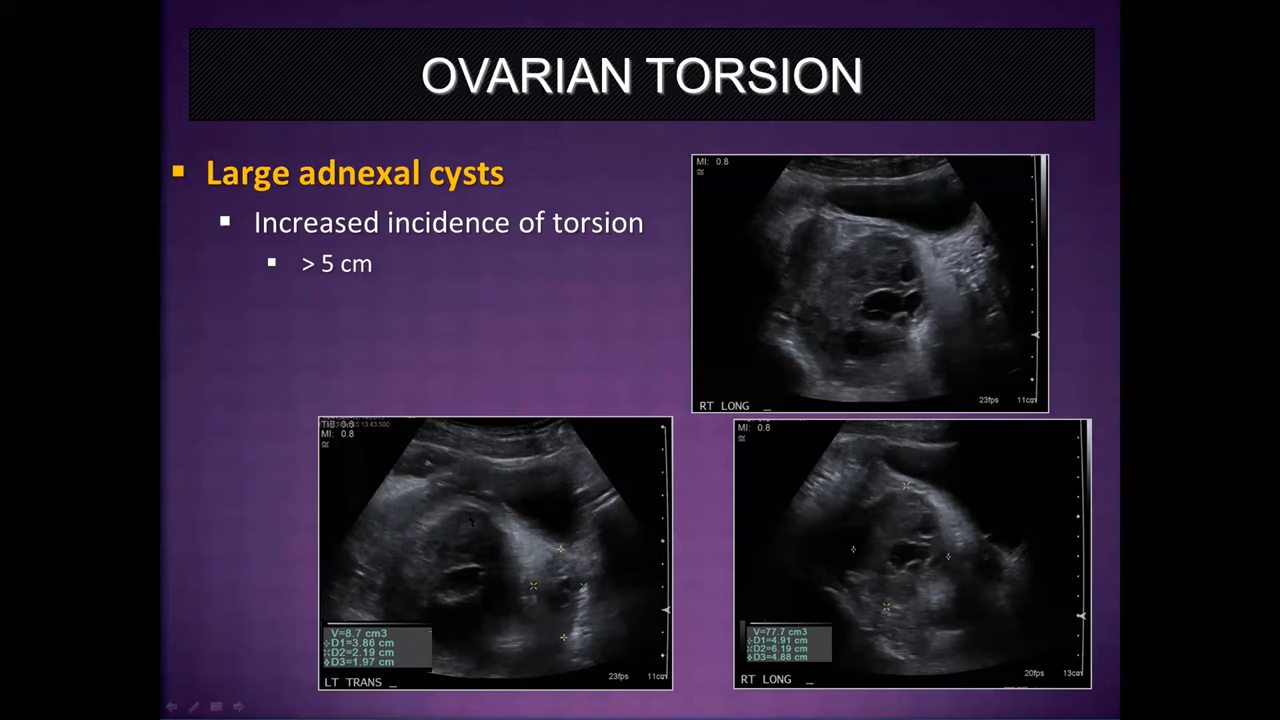 OVARIAN TORSION
Large adnexal cysts
Increased incidence of torsion
> 5 cm
MI: 0.8
23fps 11cm
RT LONG _
MI: 0.8
V=8.7 cm3
D1=3.86 cm
D2=2.19 cm
D3=1.97 cm
23fps 11cm
LT TRANS _
MI: 0.8
V=77.7 cm3
D1=4.91 cm
D2=6.19 cm
D3=4.88 cm
20fps 13cm
RT LONG _